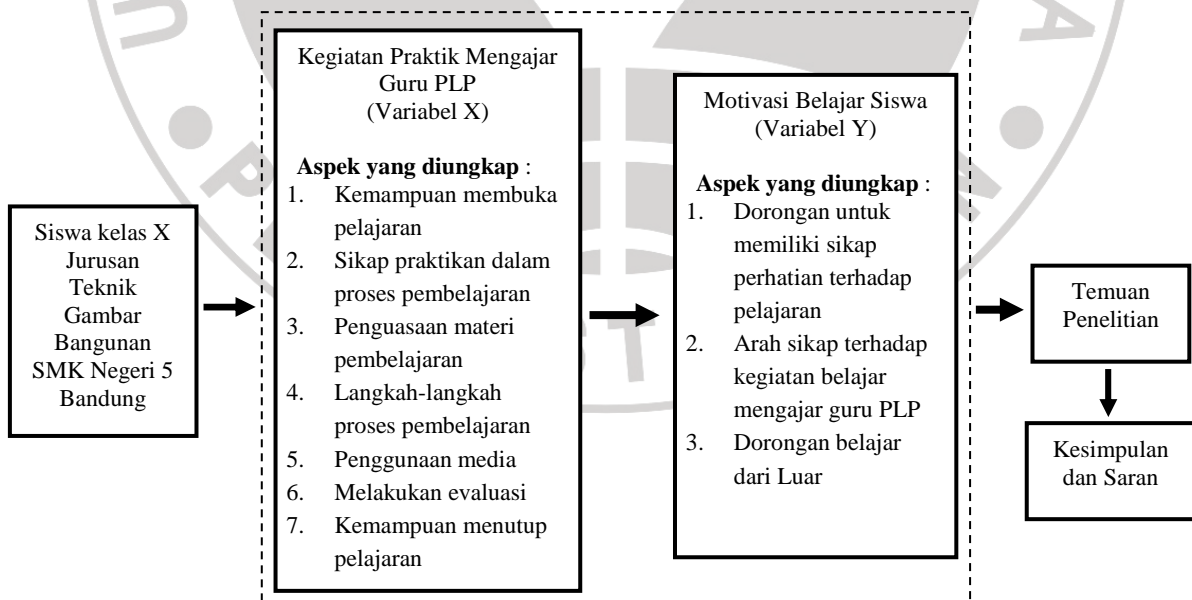 Siswa kelas X
Jurusan
Teknik
Gambar
Bangunan
SMK Negeri 5
Bandung
Kegiatan Praktik Mengajar
Guru PLP
(Variabel X)
Aspek yang diungkap :
1. Kemampuan membuka
pelajaran
2. Sikap praktikan dalam
proses pembelajaran
3. Penguasaan materi
pembelajaran
4. Langkah-langkah
proses pembelajaran
5. Penggunaan media
6. Melakukan evaluasi
7. Kemampuan menutup
pelajaran
Motivasi Belajar Siswa
(Variabel Y)
Aspek yang diungkap :
1. Dorongan untuk
memiliki sikap
perhatian terhadap
pelajaran
2. Arah sikap terhadap
kegiatan belajar
mengajar guru PLP
3. Dorongan belajar
dari Luar
Temuan
Penelitian
Kesimpulan
dan Saran